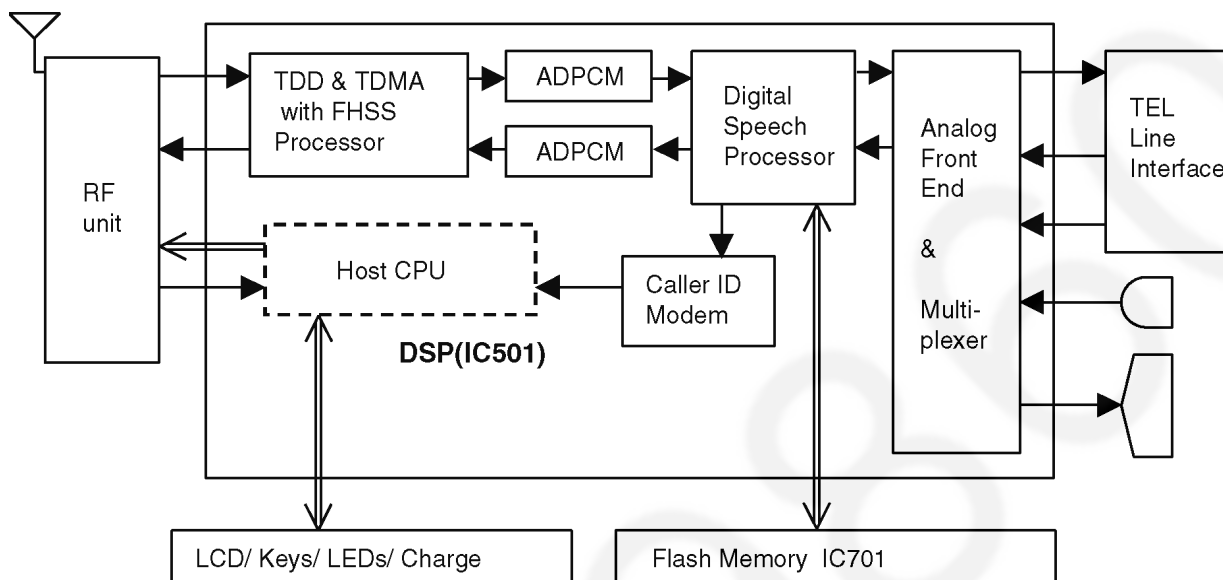 RF
unit
TDD & TDMA
with FHSS
Processor
ADPCM
ADPCM
Digital
Speech
Processor
Analog
Front
End
&
Multi-
plexer
TEL
Line
Interface
Host CPU
Caller ID
Modem
DSP(IC501)
LCD/ Keys/ LEDs/ Charge
Flash Memory IC701